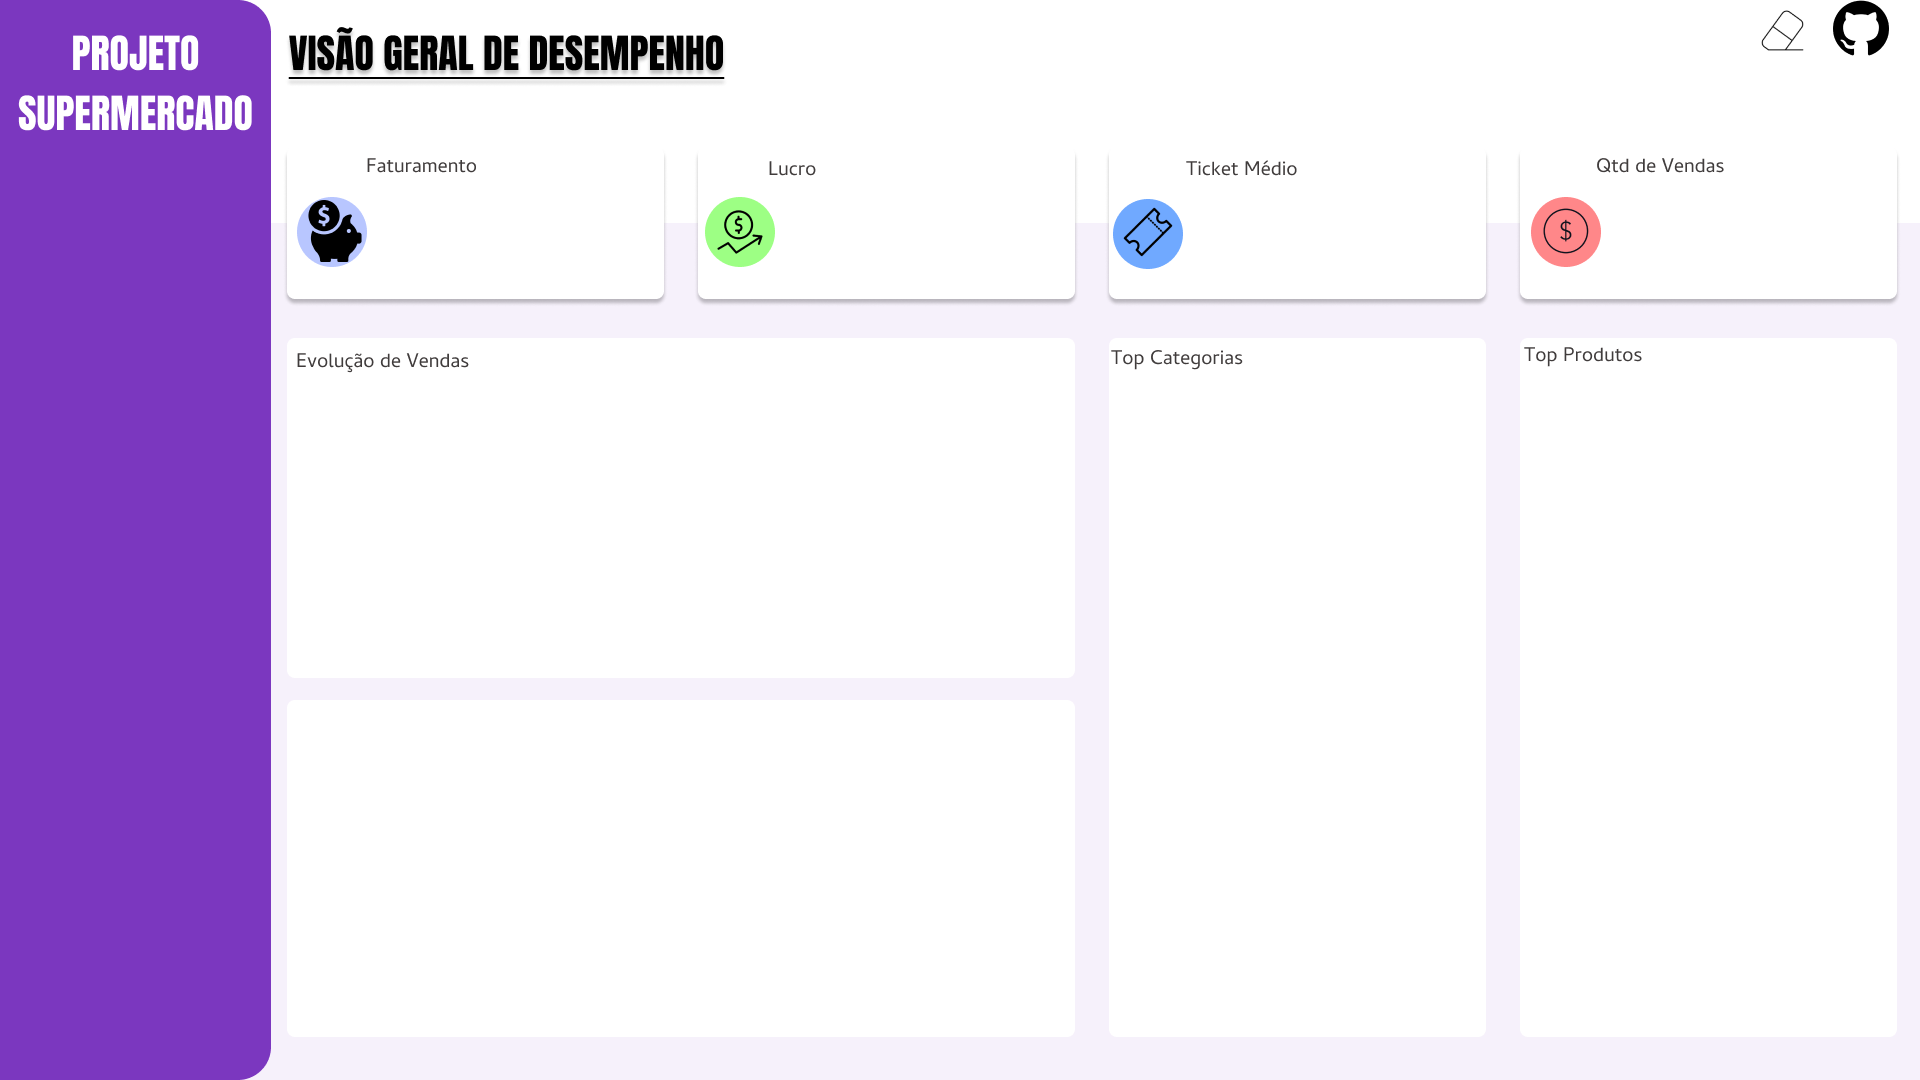 PROJETO
SUPERMERCADO
VISÃO GERAL DE DESEMPENHO
Faturamento
Lucro
Ticket Médio
Qtd de Vendas
$
$
$
Evolução de Vendas
Top Categorias
Top Produtos